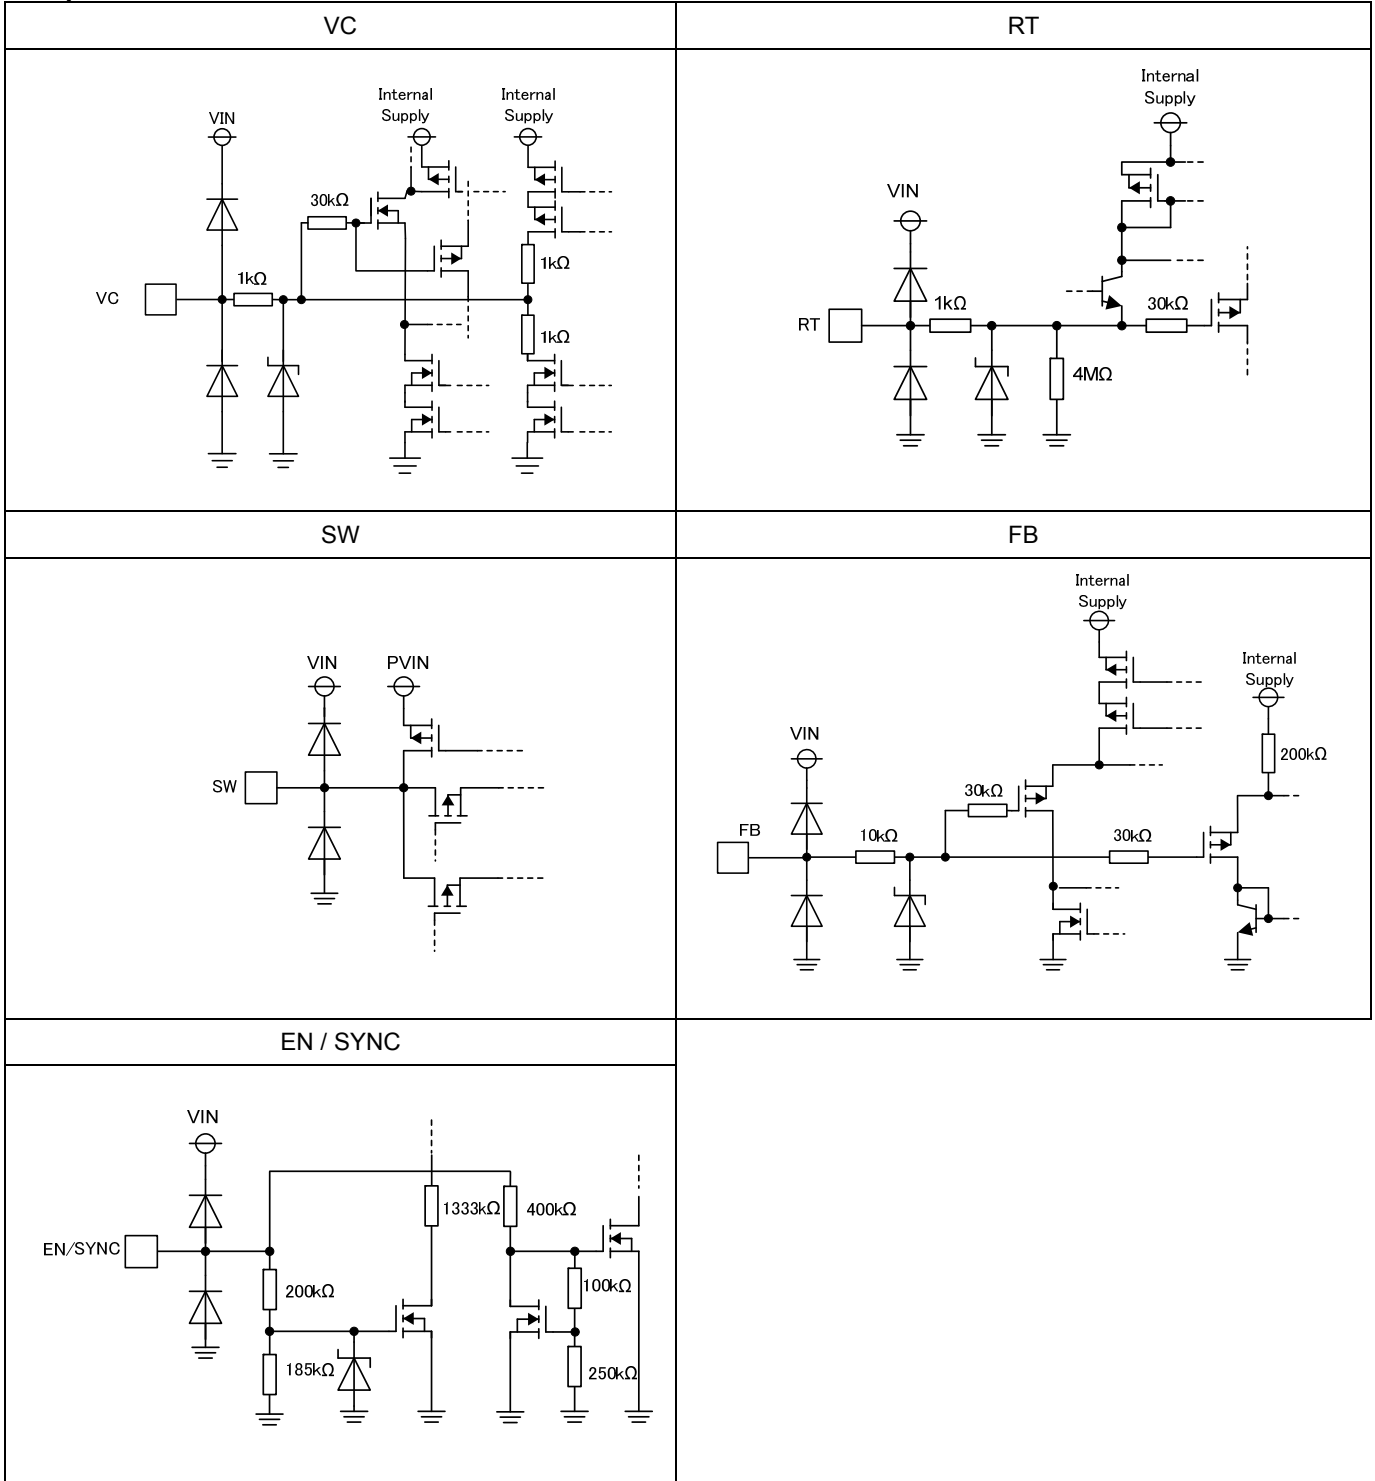 VC
RT
Internal
Supply
Internal
Supply
VIN
30kΩ
1kΩ
1kΩ
VC
1kΩ
Internal
Supply
VIN
1kΩ
30kΩ
RT
4MΩ
SW
FB
VIN
PVIN
SW
Internal
Supply
Internal
Supply
VIN
200kΩ
30kΩ
FB
10kΩ
30kΩ
EN / SYNC
VIN
1333kΩ
400kΩ
EN/SYNC
200kΩ
100kΩ
185kΩ
250kΩ